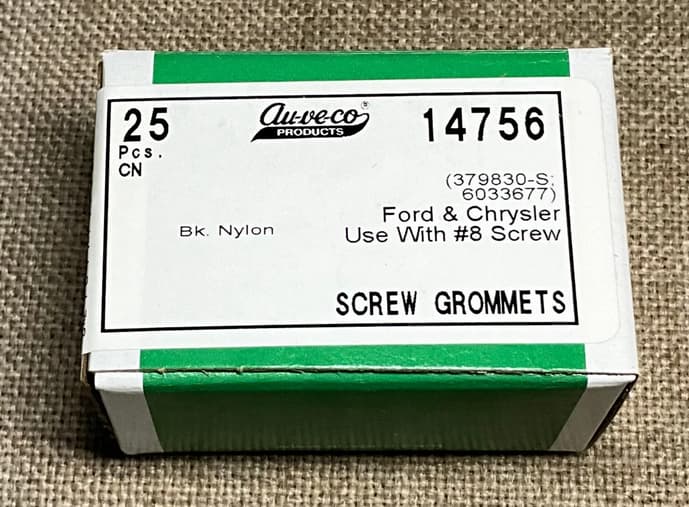 25
Pcs.
CN
au-ve-co®
PRODUCTS
14756
(379830-S;
6033677)
Ford & Chrysler
Bk. Nylon
Use With #8 Screw
SCREW GROMMETS